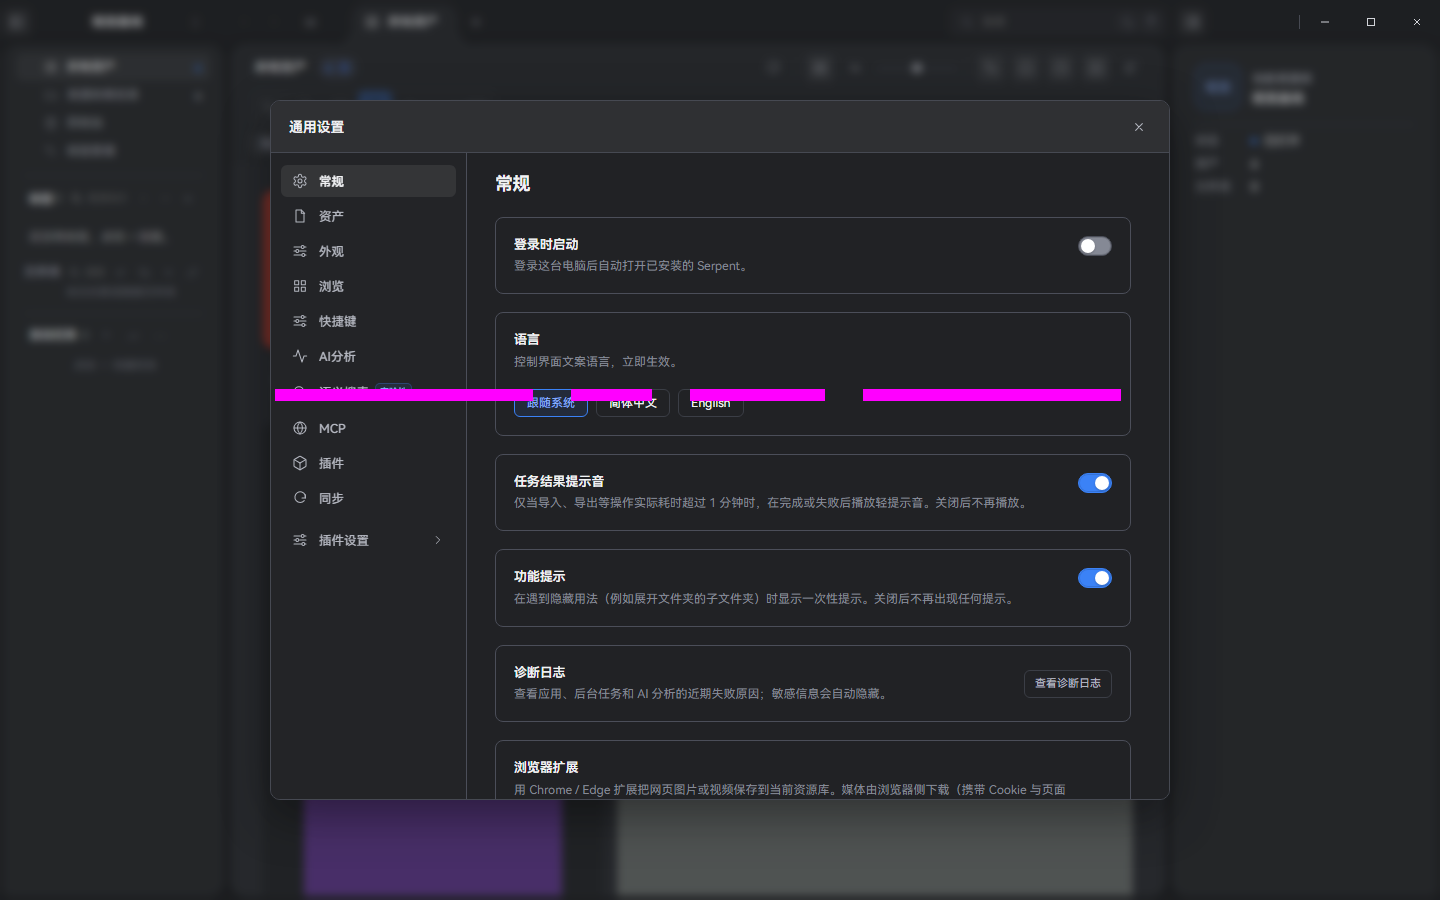 通用设置
常规
资产
外观
浏览
快捷键
AI分析
MCP
插件
同步
插件设置
常规
登录时启动
登录这台电脑后自动打开已安装的 Serpent。
语言
控制界面文案语言，立即生效。
跟随系统
简体中文
English
任务结果提示音
仅当导入、导出等操作实际耗时超过 1 分钟时，在完成或失败后播放轻提示音。关闭后不再播放。
功能提示
在遇到隐藏用法（例如展开文件夹的子文件夹）时显示一次性提示。关闭后不再出现任何提示。
诊断日志
查看应用、后台任务和 AI 分析的近期失败原因；敏感信息会自动隐藏。
查看诊断日志
浏览器扩展
用 Chrome / Edge 扩展把网页图片或视频保存到当前资源库。媒体由浏览器侧下载（携带 Cookie 与页面